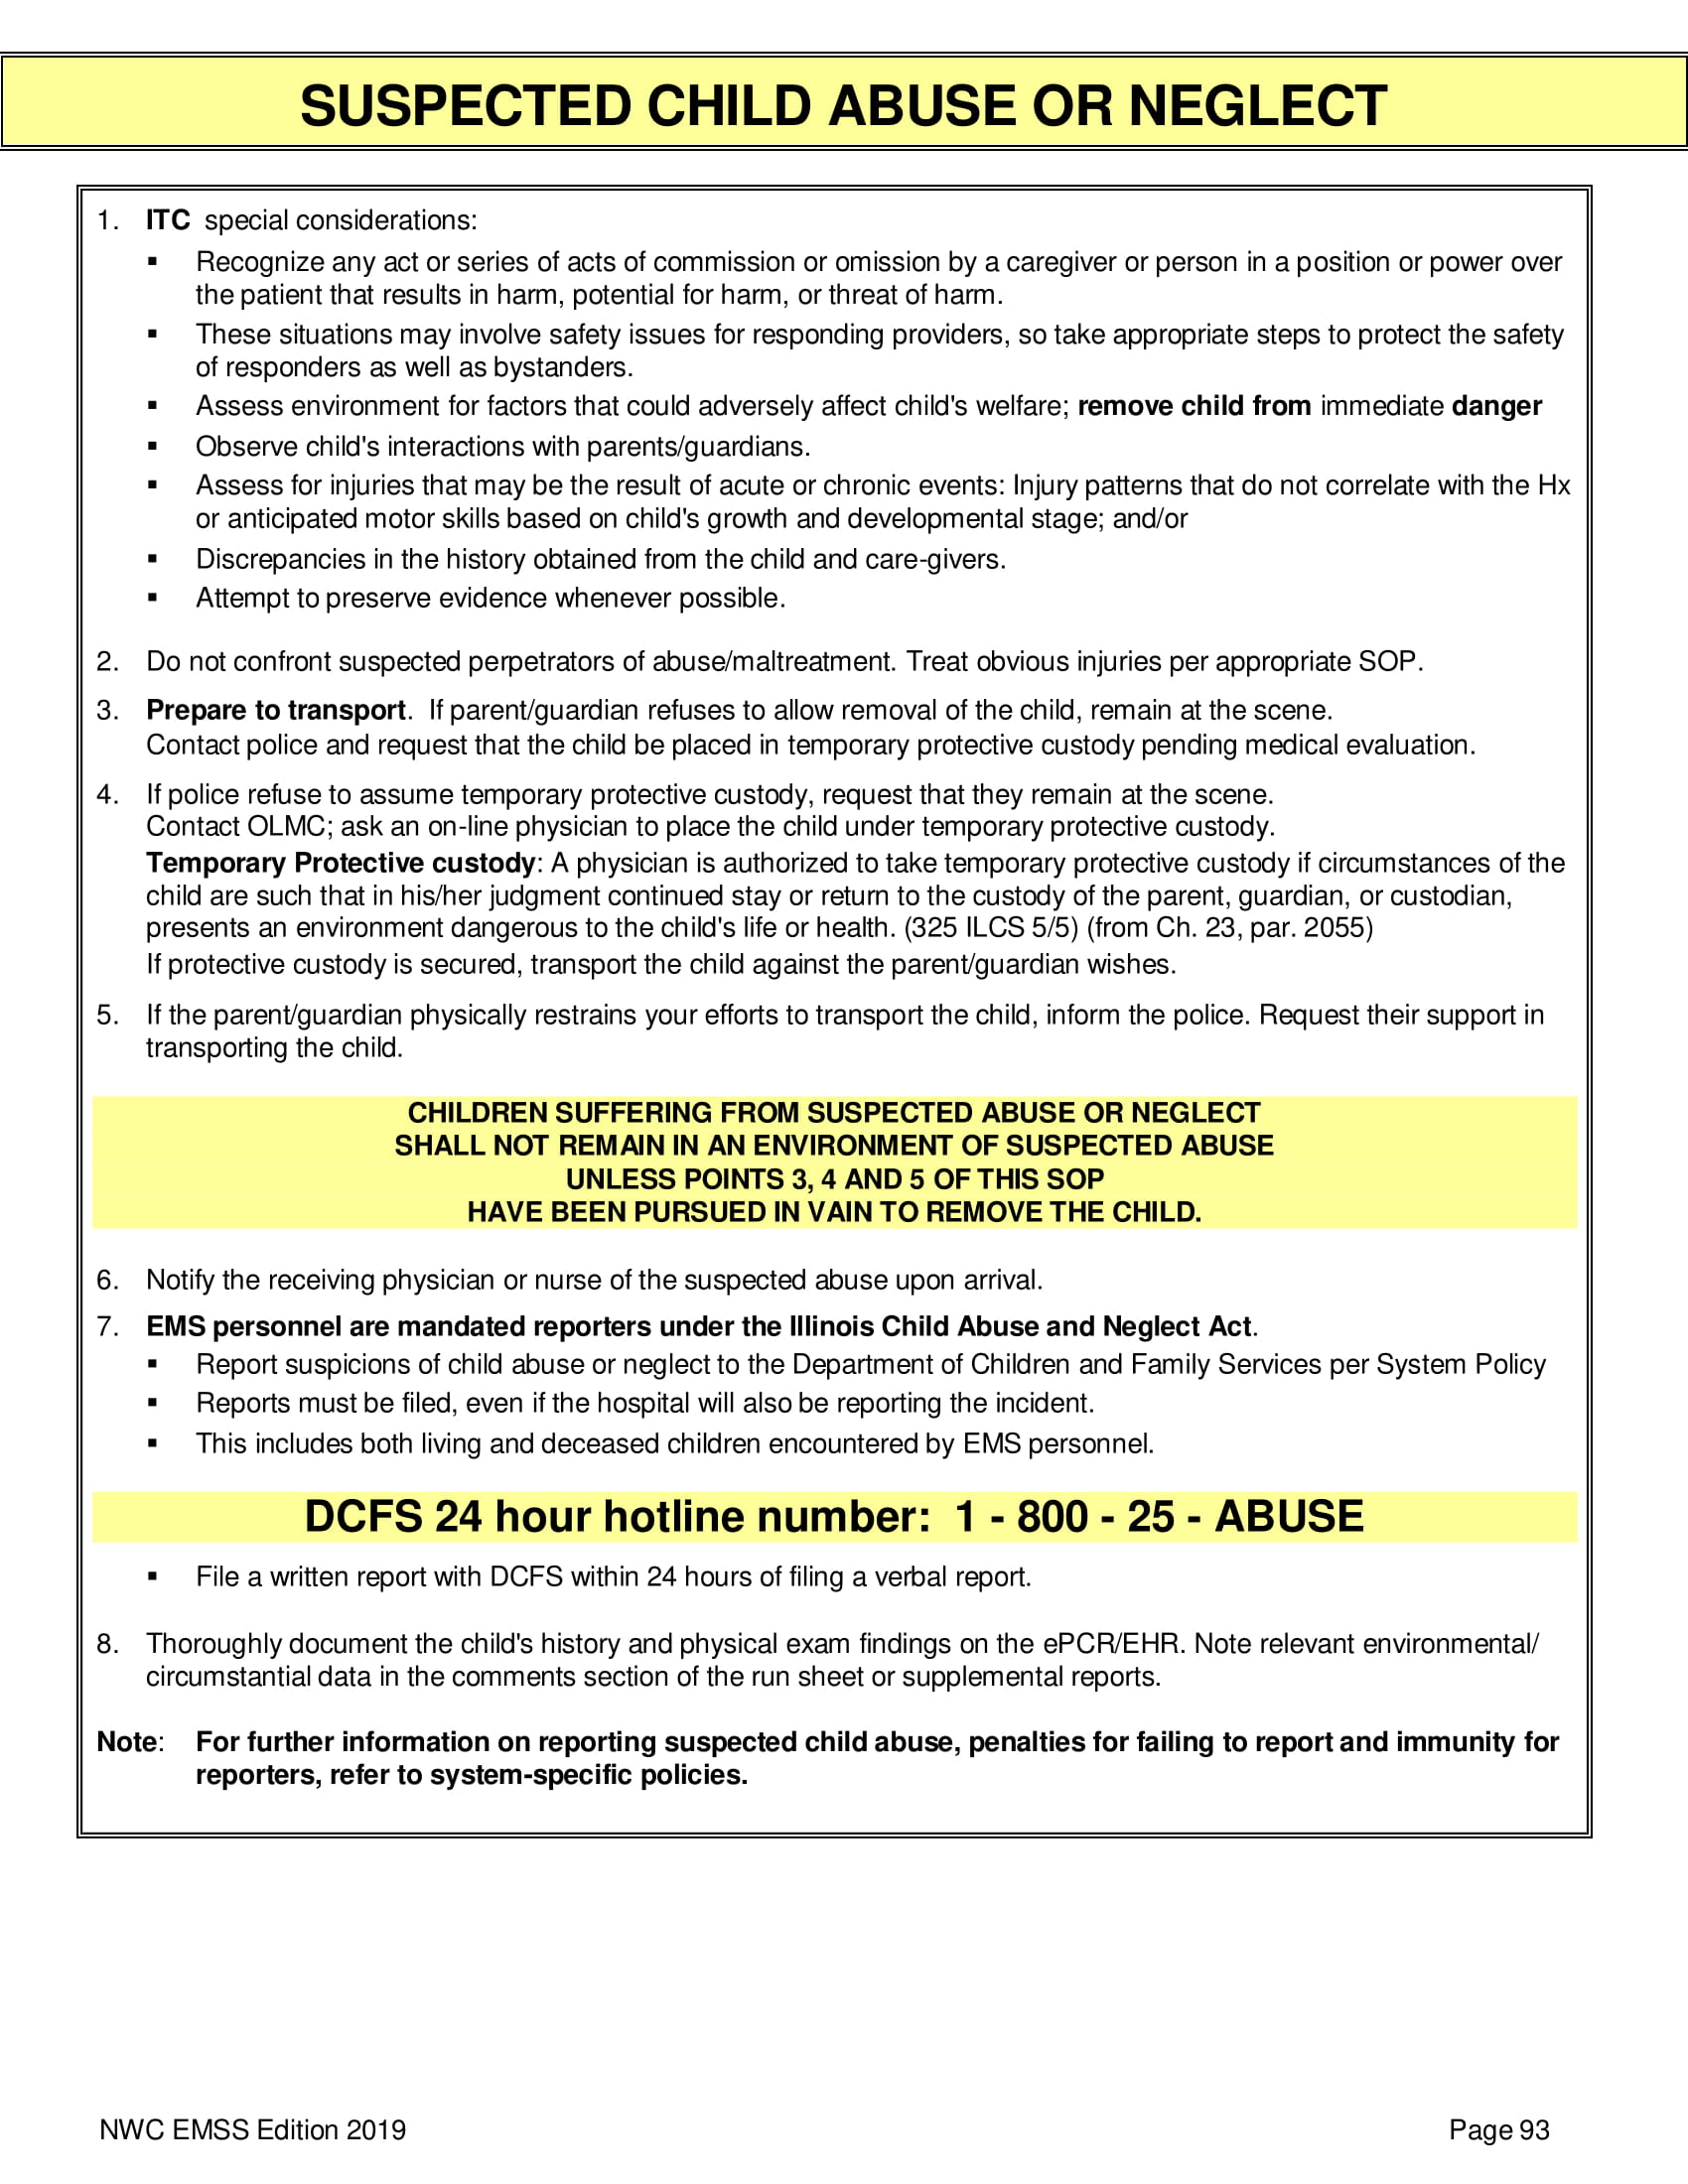 SUSPECTED CHILD ABUSE OR NEGLECT
1. ITC special considerations:
▪ Recognize any act or series of acts of commission or omission by a caregiver or person in a position or power over
the patient that results in harm, potential for harm, or threat of harm.
▪ These situations may involve safety issues for responding providers, so take appropriate steps to protect the safety
of responders as well as bystanders.
▪ Assess environment for factors that could adversely affect child's welfare; remove child from immediate danger
▪ Observe child's interactions with parents/guardians.
▪ Assess for injuries that may be the result of acute or chronic events: Injury patterns that do not correlate with the Hx
or anticipated motor skills based on child's growth and developmental stage; and/or
▪ Discrepancies in the history obtained from the child and care-givers.
▪ Attempt to preserve evidence whenever possible.
2. Do not confront suspected perpetrators of abuse/maltreatment. Treat obvious injuries per appropriate SOP.
3. Prepare to transport. If parent/guardian refuses to allow removal of the child, remain at the scene.
Contact police and request that the child be placed in temporary protective custody pending medical evaluation.
4. If police refuse to assume temporary protective custody, request that they remain at the scene.
Contact OLMC; ask an on-line physician to place the child under temporary protective custody.
Temporary Protective custody: A physician is authorized to take temporary protective custody if circumstances of the
child are such that in his/her judgment continued stay or return to the custody of the parent, guardian, or custodian,
presents an environment dangerous to the child's life or health. (325 ILCS 5/5) (from Ch. 23, par. 2055)
If protective custody is secured, transport the child against the parent/guardian wishes.
5. If the parent/guardian physically restrains your efforts to transport the child, inform the police. Request their support in
transporting the child.
CHILDREN SUFFERING FROM SUSPECTED ABUSE OR NEGLECT
SHALL NOT REMAIN IN AN ENVIRONMENT OF SUSPECTED ABUSE
UNLESS POINTS 3, 4 AND 5 OF THIS SOP
HAVE BEEN PURSUED IN VAIN TO REMOVE THE CHILD.
6. Notify the receiving physician or nurse of the suspected abuse upon arrival.
7. EMS personnel are mandated reporters under the Illinois Child Abuse and Neglect Act.
▪ Report suspicions of child abuse or neglect to the Department of Children and Family Services per System Policy
▪ Reports must be filed, even if the hospital will also be reporting the incident.
▪ This includes both living and deceased children encountered by EMS personnel.
DCFS 24 hour hotline number: 1 - 800 - 25 - ABUSE
▪ File a written report with DCFS within 24 hours of filing a verbal report.
8. Thoroughly document the child's history and physical exam findings on the ePCR/EHR. Note relevant environmental/
circumstantial data in the comments section of the run sheet or supplemental reports.
Note: For further information on reporting suspected child abuse, penalties for failing to report and immunity for
reporters, refer to system-specific policies.
NWC EMSS Edition 2019 Page 93